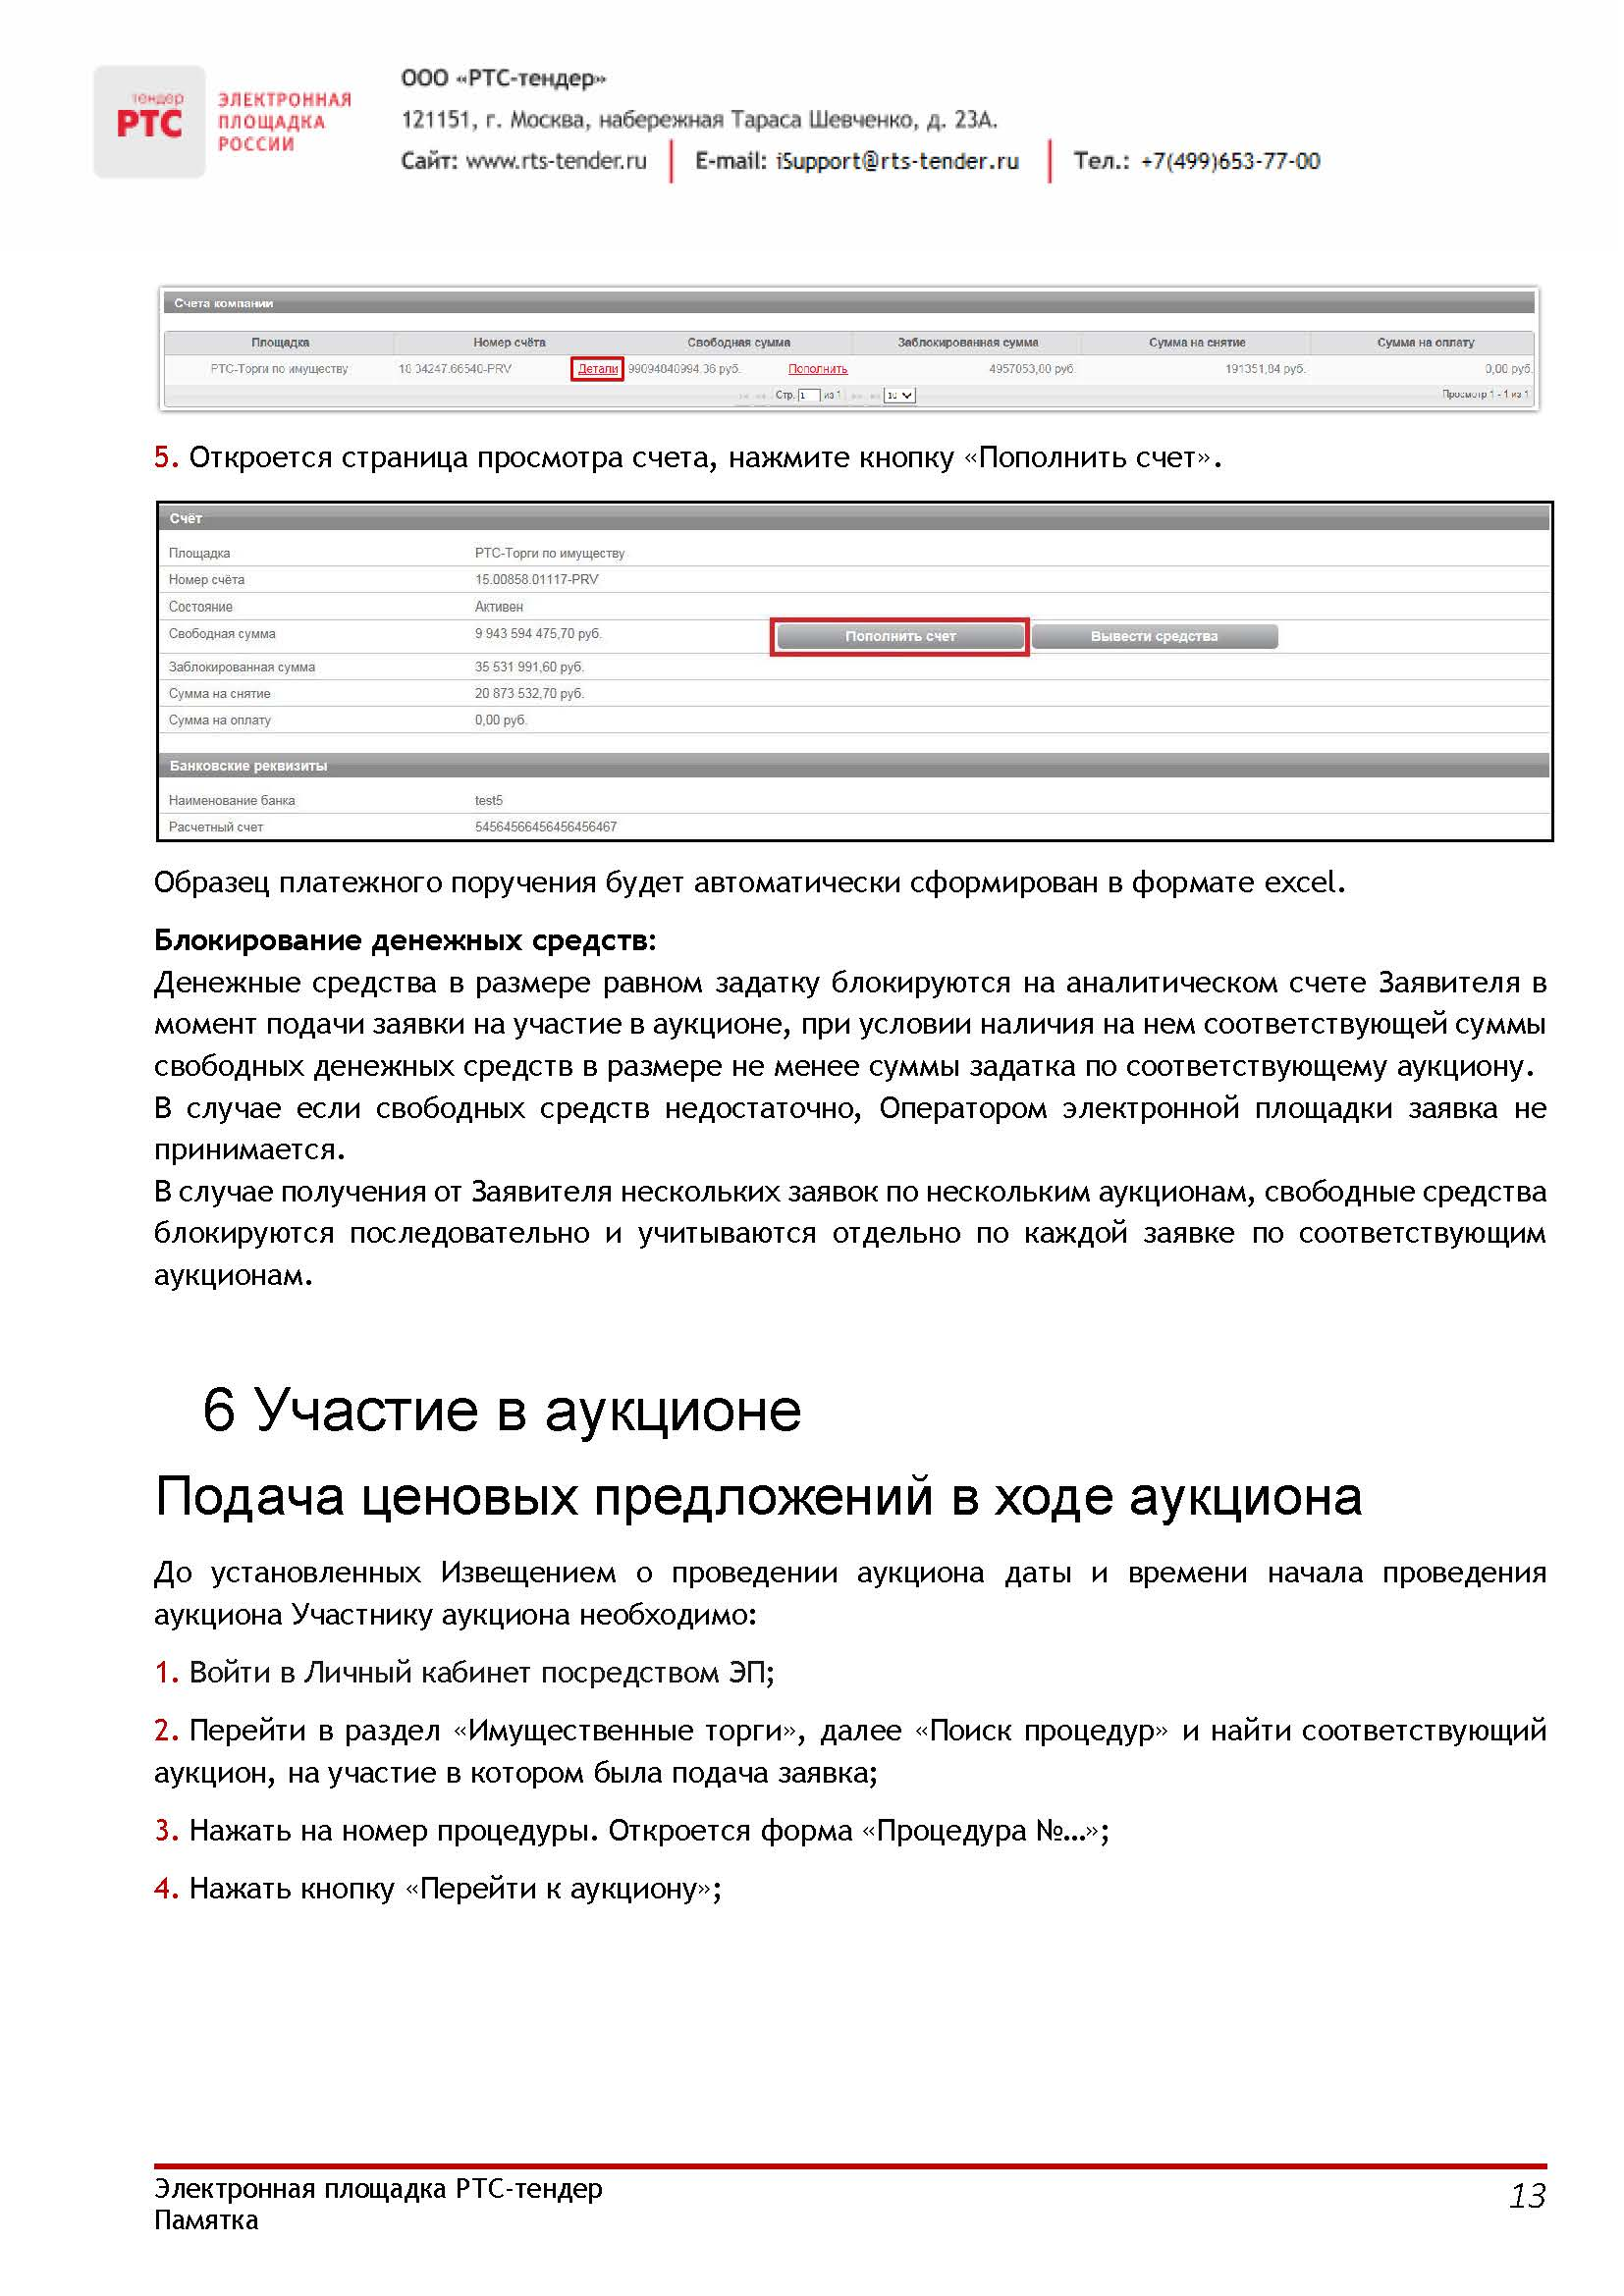 тендер
РТС
ЭЛЕКТРОННАЯ
ПЛОЩАДКА
РОССИИ
ООО «РТС-тендер»
121151, г. Москва, набережная Тараса Шевченко, д. 23А.
Сайт: www.rts-tender.ru E-mail: iSupport@rts-tender.ru Тел.: +7(499)653-77-00
Счета компании
Площадка Номер счёта Свободная сумма Заблокированная сумма Сумма на снятие Сумма на оплату
РТС-Торги по имуществу Детали Пополнить 191351,84 руб. 0,00 руб.
Стр. 1 из 1 10 Просмотр 1 - 1 из 1
5. Откроется страница просмотра счета, нажмите кнопку «Пополнить счет».
Счёт
Площадка РТС-Торги по имуществу
Номер счёта 15.00858.01117-PRV
Состояние Активен
Свободная сумма 9 943 594 475,70 руб. Пополнить счет Вывести средства
Заблокированная сумма 35 531 991,60 руб.
Сумма на снятие 20 873 532,70 руб.
Сумма на оплату 0,00 руб.
Банковские реквизиты
Наименование банка test5
Расчетный счет 54564566456456456467
Образец платежного поручения будет автоматически сформирован в формате excel.
Блокирование денежных средств:
Денежные средства в размере равном задатку блокируются на аналитическом счете Заявителя в
момент подачи заявки на участие в аукционе, при условии наличия на нем соответствующей суммы
свободных денежных средств в размере не менее суммы задатка по соответствующему аукциону.
В случае если свободных средств недостаточно, Оператором электронной площадки заявка не
принимается.
В случае получения от Заявителя нескольких заявок по нескольким аукционам, свободные средства
блокируются последовательно и учитываются отдельно по каждой заявке по соответствующим
аукционам.
6 Участие в аукционе
Подача ценовых предложений в ходе аукциона
До установленных Извещением о проведении аукциона даты и времени начала проведения
аукциона Участнику аукциона необходимо:
1. Войти в Личный кабинет посредством ЭП;
2. Перейти в раздел «Имущественные торги», далее «Поиск процедур» и найти соответствующий
аукцион, на участие в котором была подача заявка;
3. Нажать на номер процедуры. Откроется форма «Процедура №…»;
4. Нажать кнопку «Перейти к аукциону»;
Электронная площадка РТС-тендер
Памятка
13